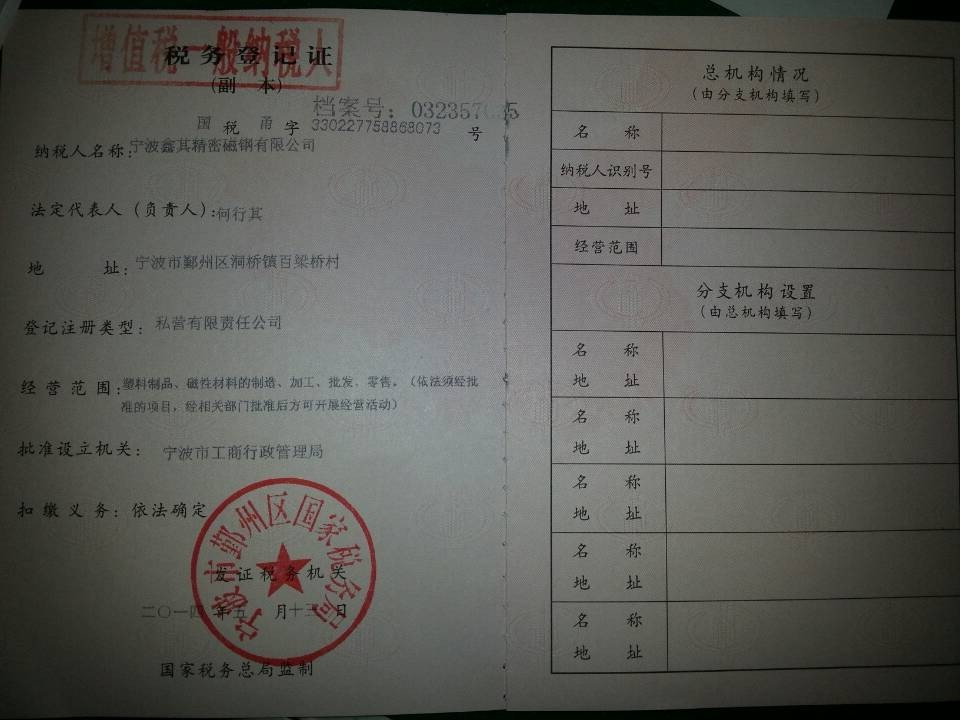 增值税一般纳税人
税务登记证
(副 本)
档案号: 032357
国 税 甬 字 330227758868073 号
纳税人名称: 宁波鑫其精密磁钢有限公司
法定代表人(负责人): 何行其
地 址: 宁波市鄞州区洞桥镇百梁桥村
登记注册类型: 私营有限责任公司
经营范围: 塑料制品、磁性材料的制造、加工、批发、零售。(依法须经批
准的项目,经相关部门批准后方可开展经营活动)
批准设立机关: 宁波市工商行政管理局
扣缴义务: 依法确定
宁波市鄞州区国家税务局
发证税务机关
二〇一四年五月十三日
国家税务总局监制
总机构情况
(由分支机构填写)
名 称
纳税人识别号
地 址
经营范围
分支机构设置
(由总机构填写)
名 称
地 址
名 称
地 址
名 称
地 址
名 称
地 址
名 称
地 址